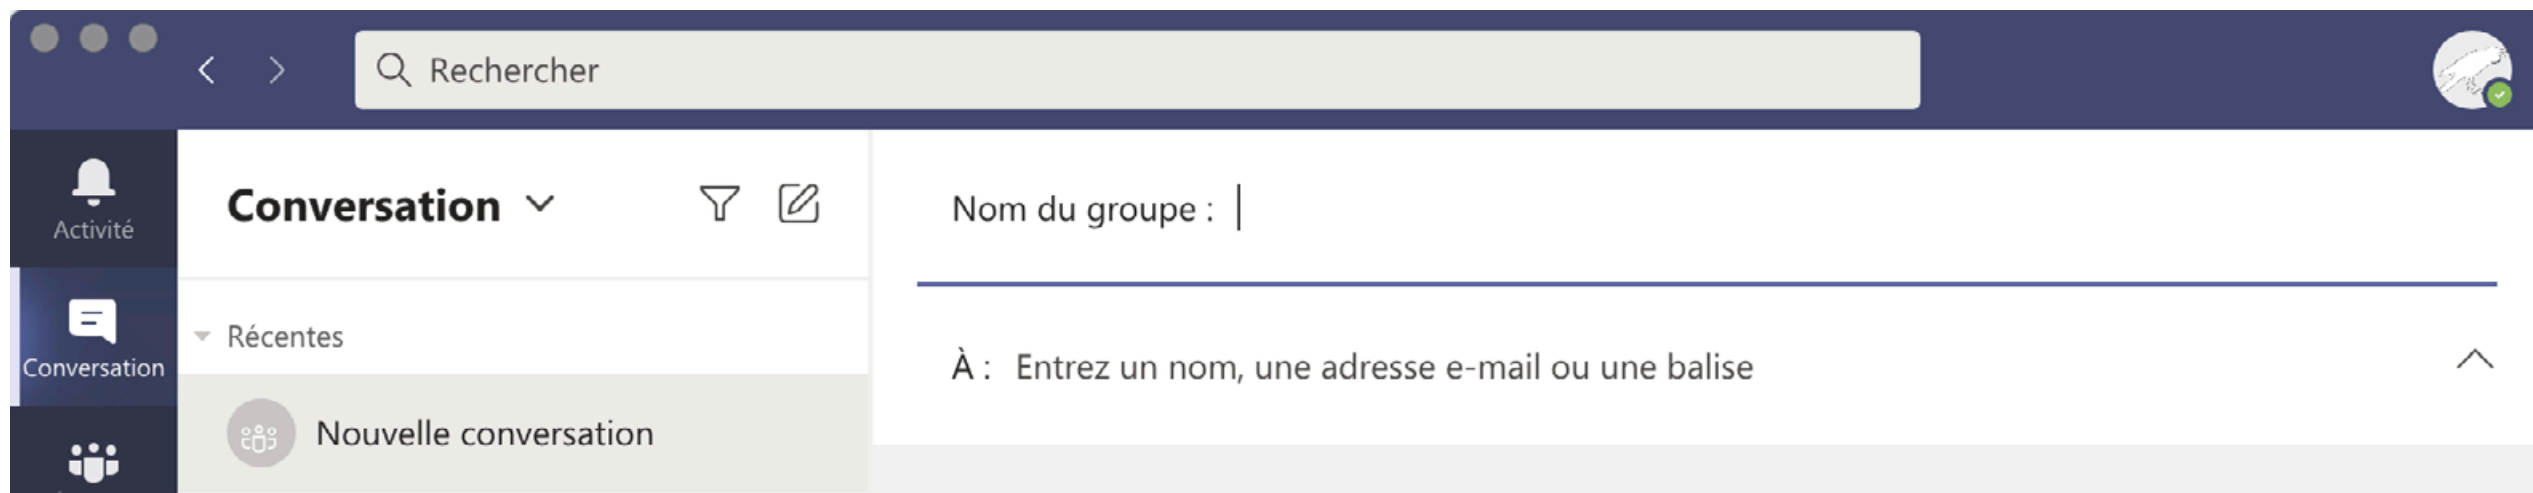 Rechercher
Activité
Conversation
Conversation
Récentes
Nouvelle conversation
Nom du groupe :
À : Entrez un nom, une adresse e-mail ou une balise